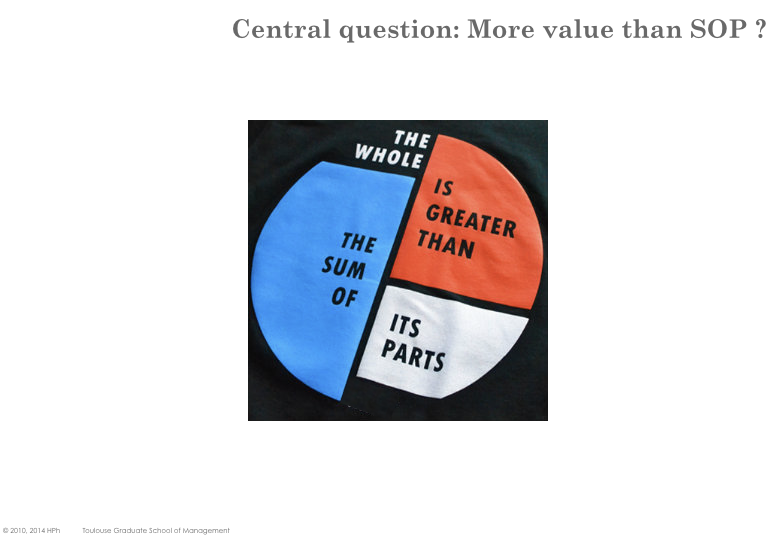 Central question: More value than SOP ?
THE
WHOLE
IS
GREATER
THAN
THE
SUM
OF
ITS
PARTS
© 2010, 2014 HPh Toulouse Graduate School of Management